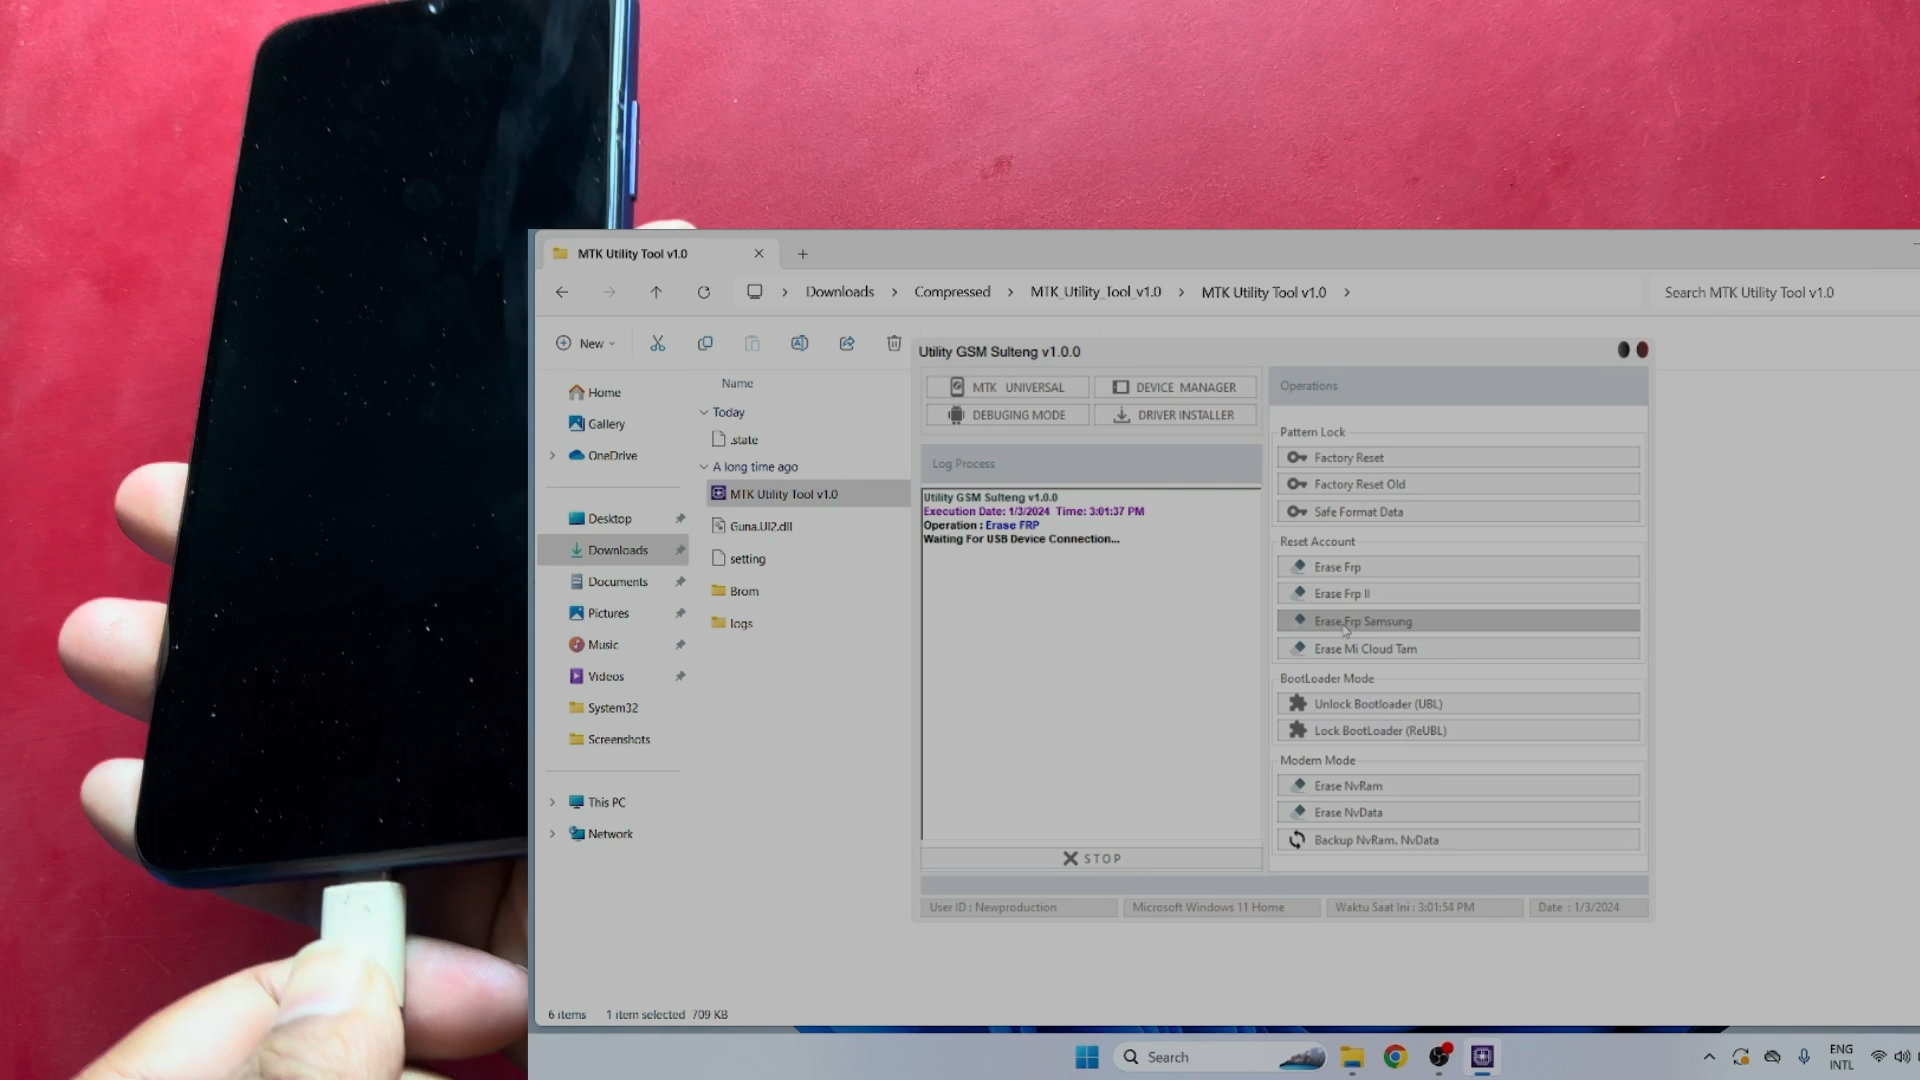 MTK Utility Tool v1.0
Downloads
Compressed
MTK_Utility_Tool_v1.0
MTK Utility Tool v1.0
Search MTK Utility Tool v1.0
New
Home
Gallery
OneDrive
Desktop
Downloads
Documents
Pictures
Music
Videos
System32
Screenshots
This PC
Network
Name
Today
.state
A long time ago
MTK Utility Tool v1.0
Guna.UI2.dll
setting
Brom
logs
6 items 1 item selected 709 KB
Utility GSM Sulteng v1.0.0
MTK UNIVERSAL
DEVICE MANAGER
DEBUGING MODE
DRIVER INSTALLER
Log Process
Utility GSM Sulteng v1.0.0
Execution Date: 1/3/2024 Time: 3:01:37 PM
Operation : Erase FRP
Waiting For USB Device Connection...
STOP
Operations
Pattern Lock
Factory Reset
Factory Reset Old
Safe Format Data
Reset Account
Erase Frp
Erase Frp II
Erase Frp Samsung
Erase Mi Cloud Tam
BootLoader Mode
Unlock Bootloader (UBL)
Lock BootLoader (ReUBL)
Modem Mode
Erase NvRam
Erase NvData
Backup NvRam. NvData
User ID : Newproduction
Microsoft Windows 11 Home
Waktu Saat Ini : 3:01:54 PM
Date : 1/3/2024
Search
ENG
INTL